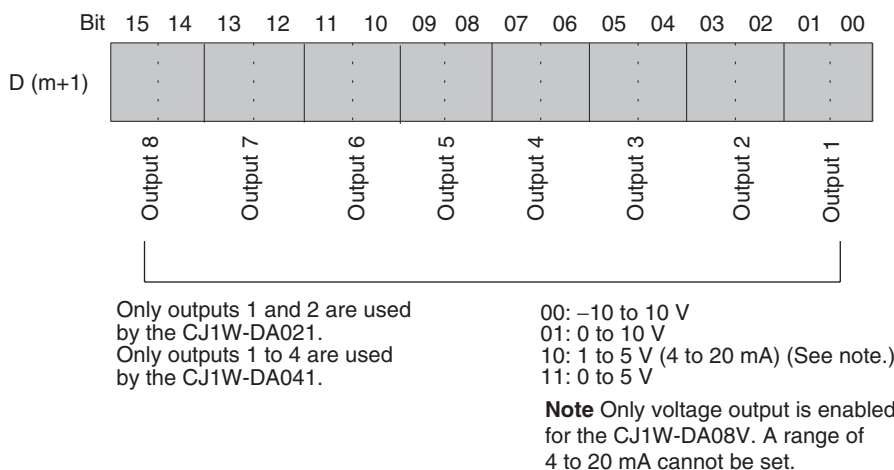 Bit 15 14 13 12 11 10 09 08 07 06 05 04 03 02 01 00
D (m+1)
Output 8
Output 7
Output 6
Output 5
Output 4
Output 3
Output 2
Output 1
Only outputs 1 and 2 are used
by the CJ1W-DA021.
Only outputs 1 to 4 are used
by the CJ1W-DA041.
00: –10 to 10 V
01: 0 to 10 V
10: 1 to 5 V (4 to 20 mA) (See note.)
11: 0 to 5 V
Note Only voltage output is enabled
for the CJ1W-DA08V. A range of
4 to 20 mA cannot be set.